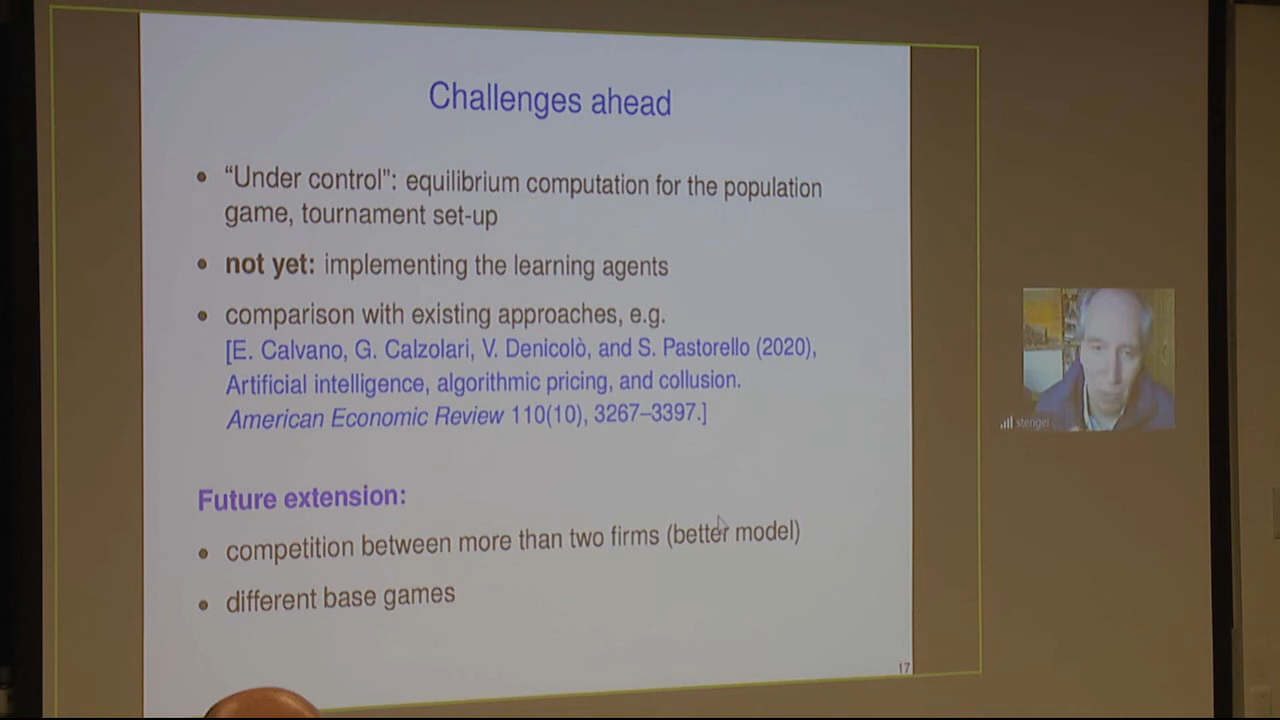 Challenges ahead
• “Under control”: equilibrium computation for the population
game, tournament set-up
• not yet: implementing the learning agents
• comparison with existing approaches, e.g.
[E. Calvano, G. Calzolari, V. Denicolò, and S. Pastorello (2020),
Artificial intelligence, algorithmic pricing, and collusion.
American Economic Review 110(10), 3267–3397.]
Future extension:
• competition between more than two firms (better model)
• different base games
17
stengel